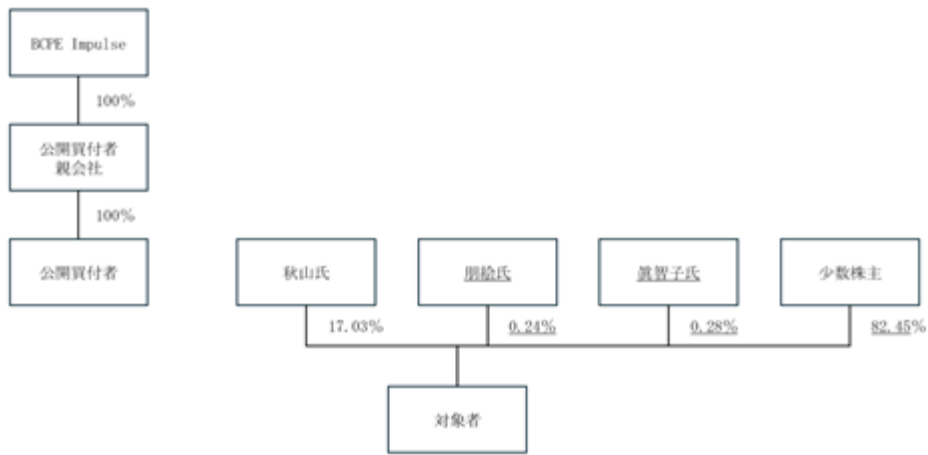 BCPE Impulse
100%
公開買付者
親会社
100%
公開買付者
秋山氏
朋絵氏
眞智子氏
少数株主
17.03%
0.24%
0.28%
82.45%
対象者